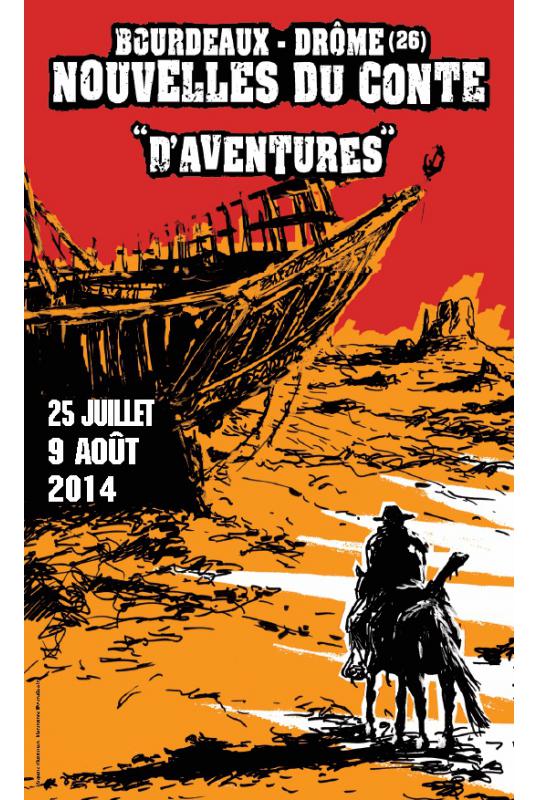 BOURDEAUX - DRÔME (26)
NOUVELLES DU CONTE
"D'AVENTURES"
25 JUILLET
9 AOÛT
2014